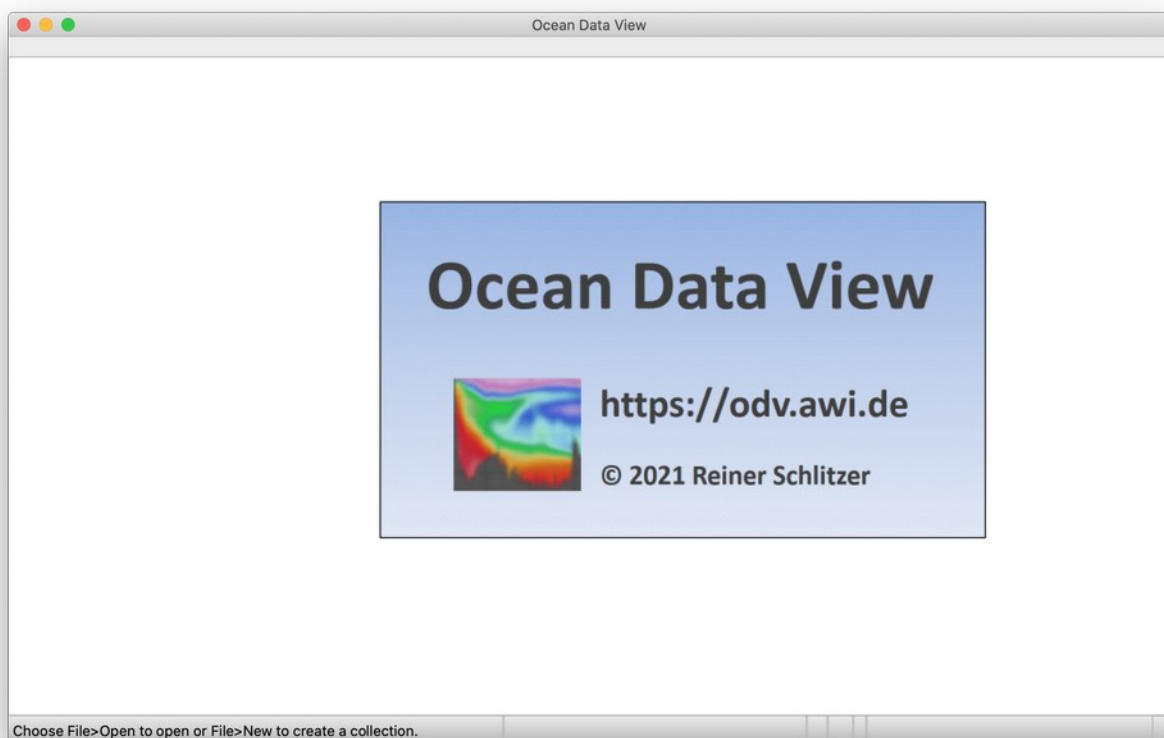 Ocean Data View
Ocean Data View
https://odv.awi.de
© 2021 Reiner Schlitzer
Choose File>Open to open or File>New to create a collection.